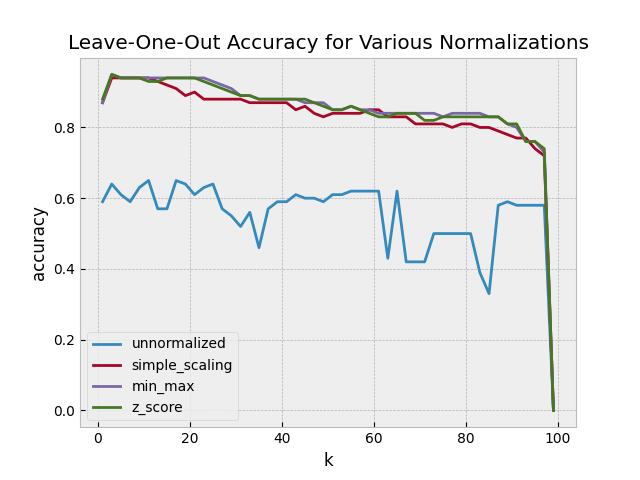 Leave-One-Out Accuracy for Various Normalizations
accuracy
0.8
0.6
0.4
0.2
0.0
unnormalized
simple_scaling
min_max
z_score
0 20 40 60 80 100
k